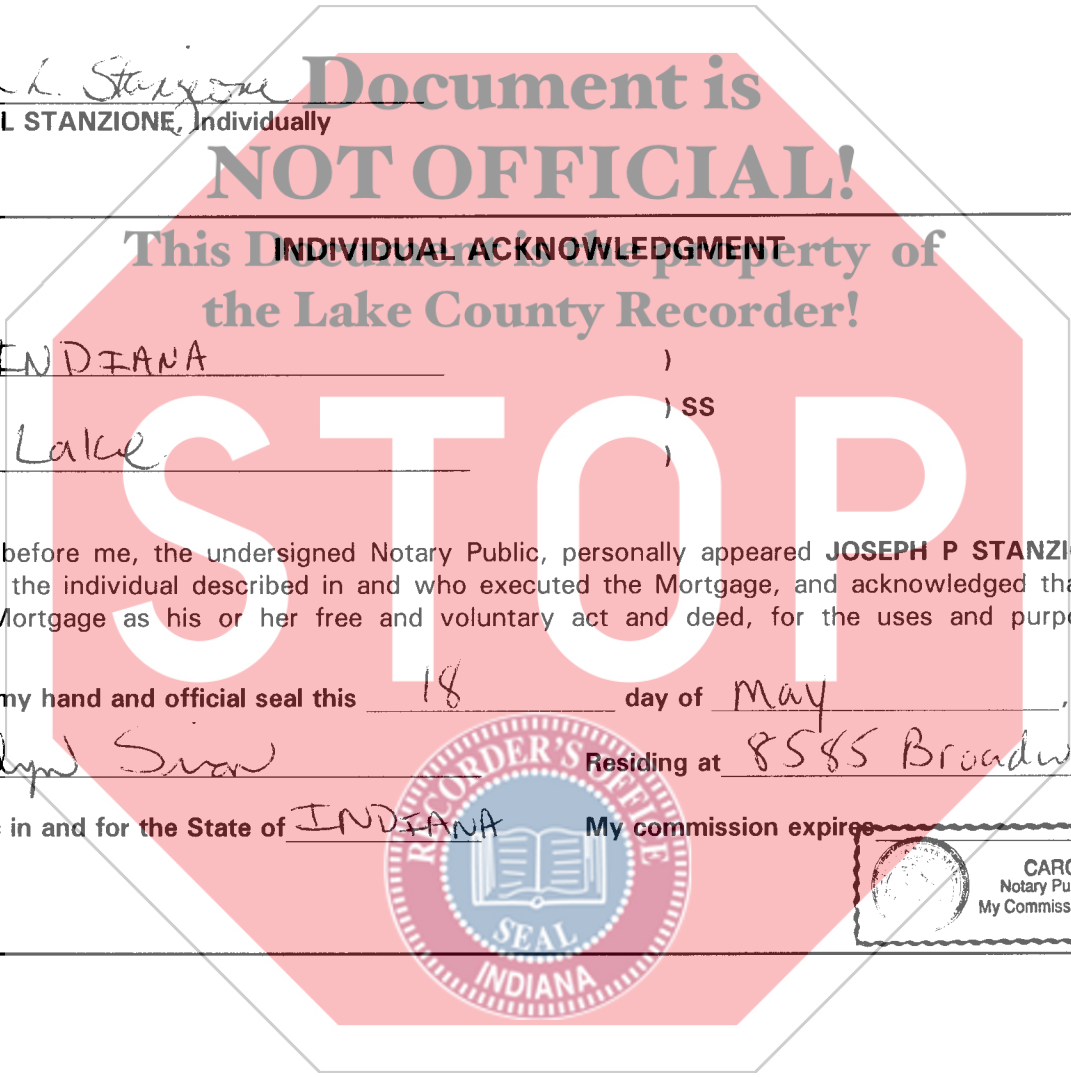 L. Stanzione
Document is
L STANZIONE, Individually
NOT OFFICIAL!
INDIVIDUAL ACKNOWLEDGMENT
This Document is the property of
the Lake County Recorder!
INDIANA )
) SS
Lake )
STOP
before me, the undersigned Notary Public, personally appeared JOSEPH P STANZI
the individual described in and who executed the Mortgage, and acknowledged tha
Mortgage as his or her free and voluntary act and deed, for the uses and purpo
my hand and official seal this 18 day of May ,
lyn Residing at 8585 Broadw
in and for the State of INDIANA My commission expires
RECORDER'S OFFICE
SEAL
INDIANA
CARO
Notary Pu
My Commiss